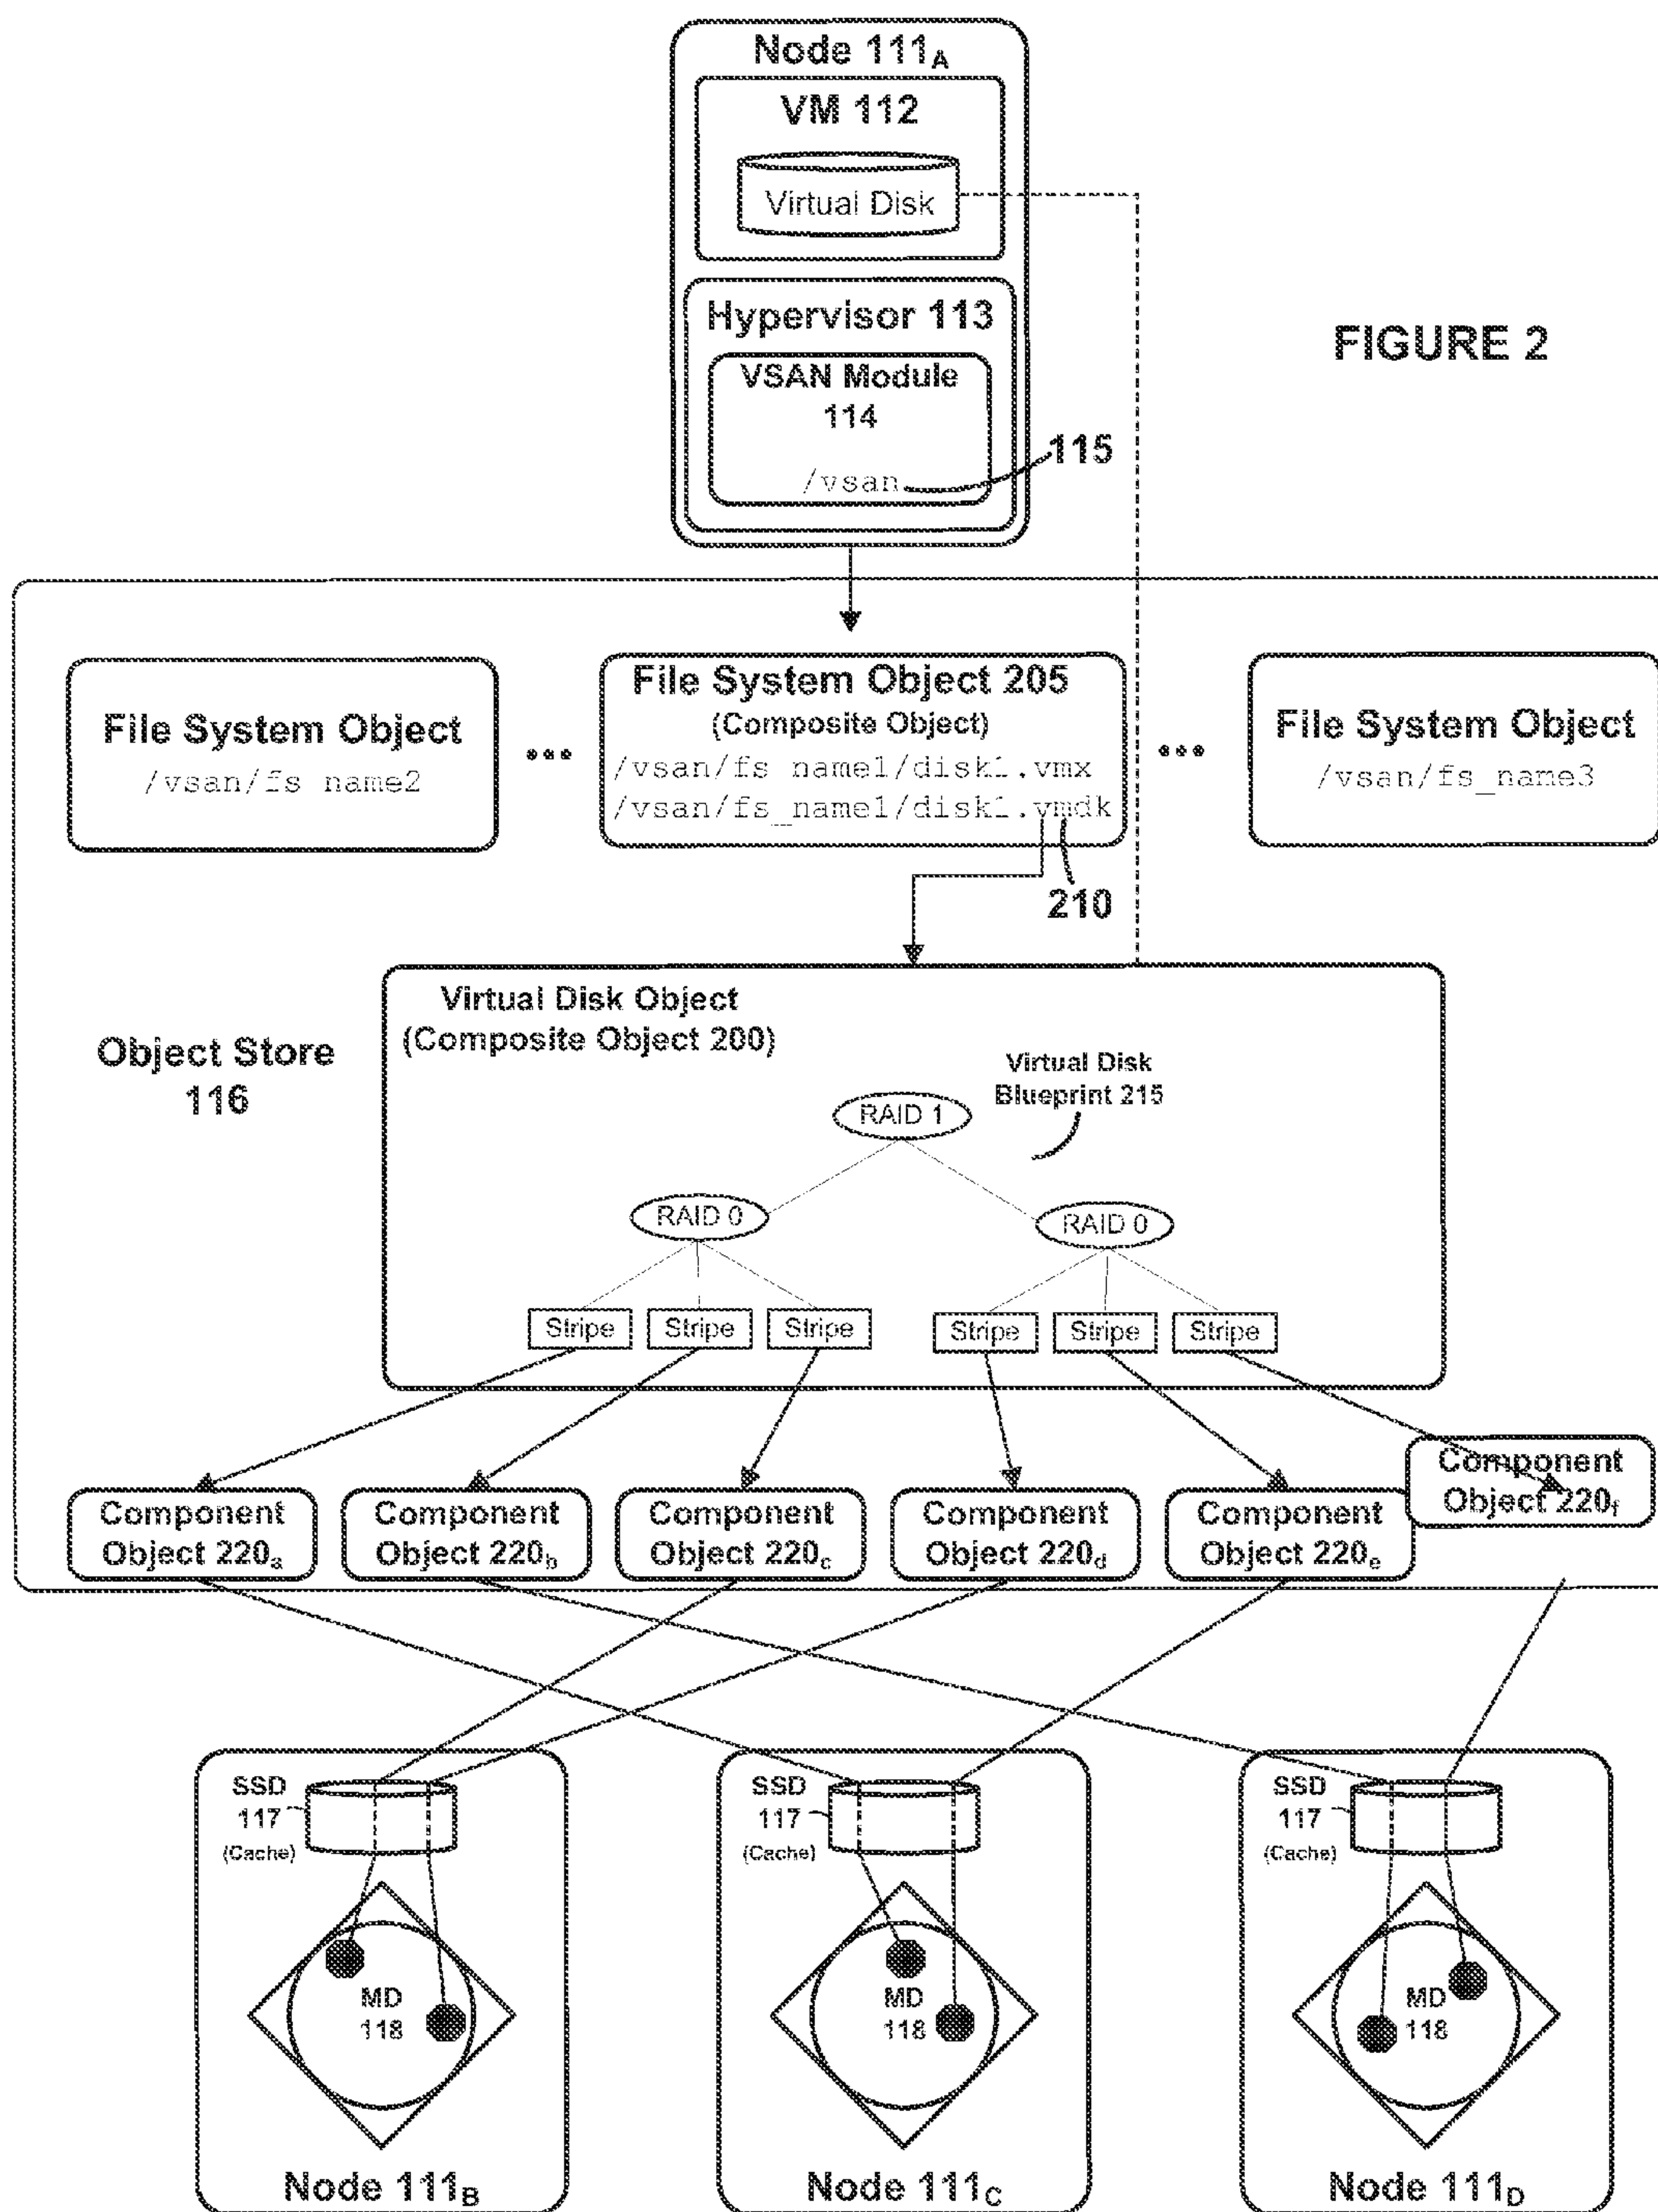 Node 111A
VM 112
Virtual Disk
Hypervisor 113
VSAN Module
114
/vsan
115
FIGURE 2
File System Object
/vsan/fs name2
...
File System Object 205
(Composite Object)
/vsan/fs name1/disk1.vmx
/vsan/fs_name1/disk1.vmdk
...
File System Object
/vsan/fs_name3
210
Object Store
116
Virtual Disk Object
(Composite Object 200)
Virtual Disk
Blueprint 215
RAID 1
RAID 0
RAID 0
Stripe
Stripe
Stripe
Stripe
Stripe
Stripe
Component
Object 220a
Component
Object 220b
Component
Object 220c
Component
Object 220d
Component
Object 220e
Component
Object 220f
SSD
117
(Cache)
MD
118
Node 111B
SSD
117
(Cache)
MD
118
Node 111C
SSD
117
(Cache)
MD
118
Node 111D